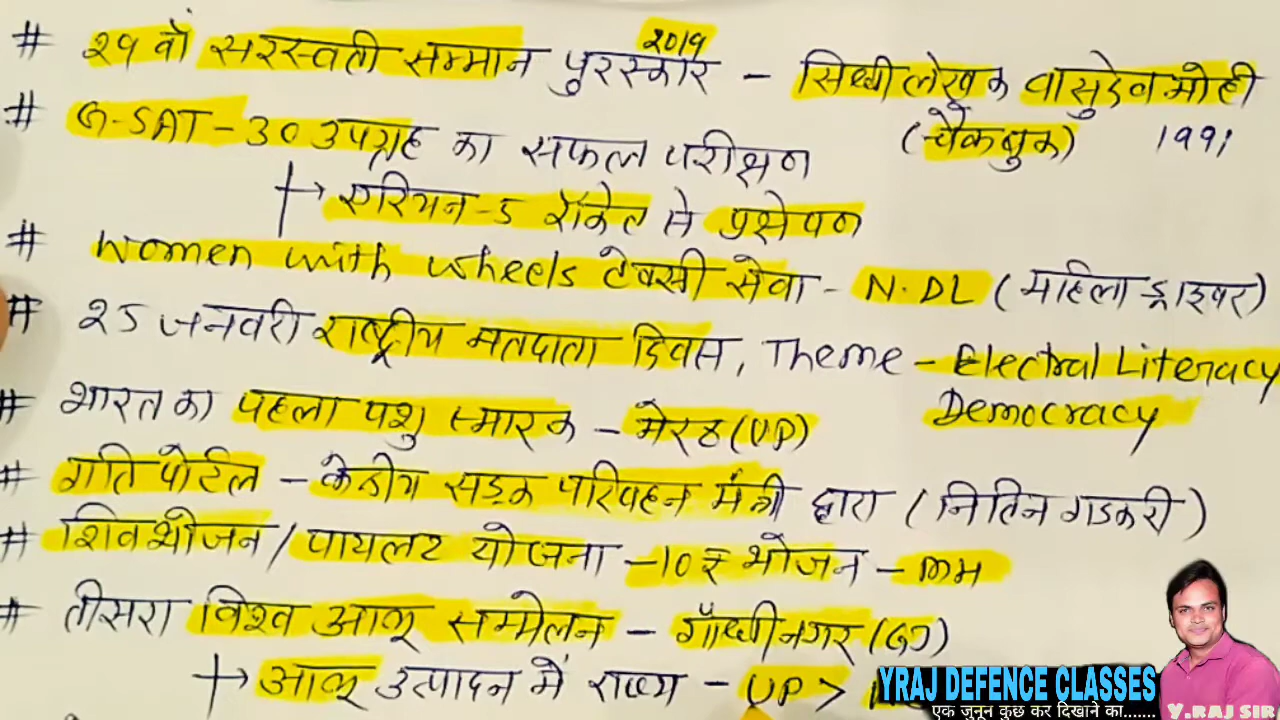 # २९ वाँ सरस्वती सम्मान पुरस्कार 2019 - सिन्धी लेखक वासुदेव मोही
(चैकबुक) 1991
# G-SAT-30 उपग्रह का सफल परीक्षण
→ एरियन-5 रॉकेट से प्रक्षेपण
# Women with wheels टेक्सी सेवा - N.DL (महिला ड्राइवर)
# २5 जनवरी राष्ट्रीय मतदाता दिवस, Theme - Electral Literacy
Democracy
# भारत का पहला पशु स्मारक - मेरठ (UP)
# गति पोर्टल - केन्द्रीय सड़क परिवहन मंत्री द्वारा (नितिन गडकरी)
# शिवभोजन / पायलट योजना - 10₹ भोजन - MH
# तीसरा विश्व आलू सम्मेलन - गाँधीनगर (GJ)
→ आलू उत्पादन में राज्य - UP >
YRAJ DEFENCE CLASSES
एक जुनून कुछ कर दिखाने का.......
Y.RAJ SIR